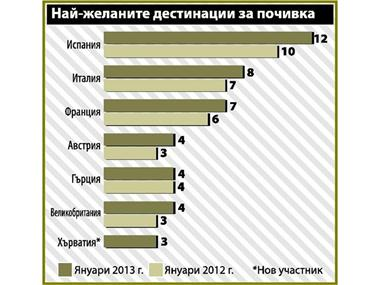 Най-желаните дестинации за почивка
Испания
12
10
Италия
8
7
Франция
7
6
Австрия
4
3
Гърция
4
4
Великобритания
4
3
Хърватия*
3
Януари 2013 г.
Януари 2012 г.
*Нов участник